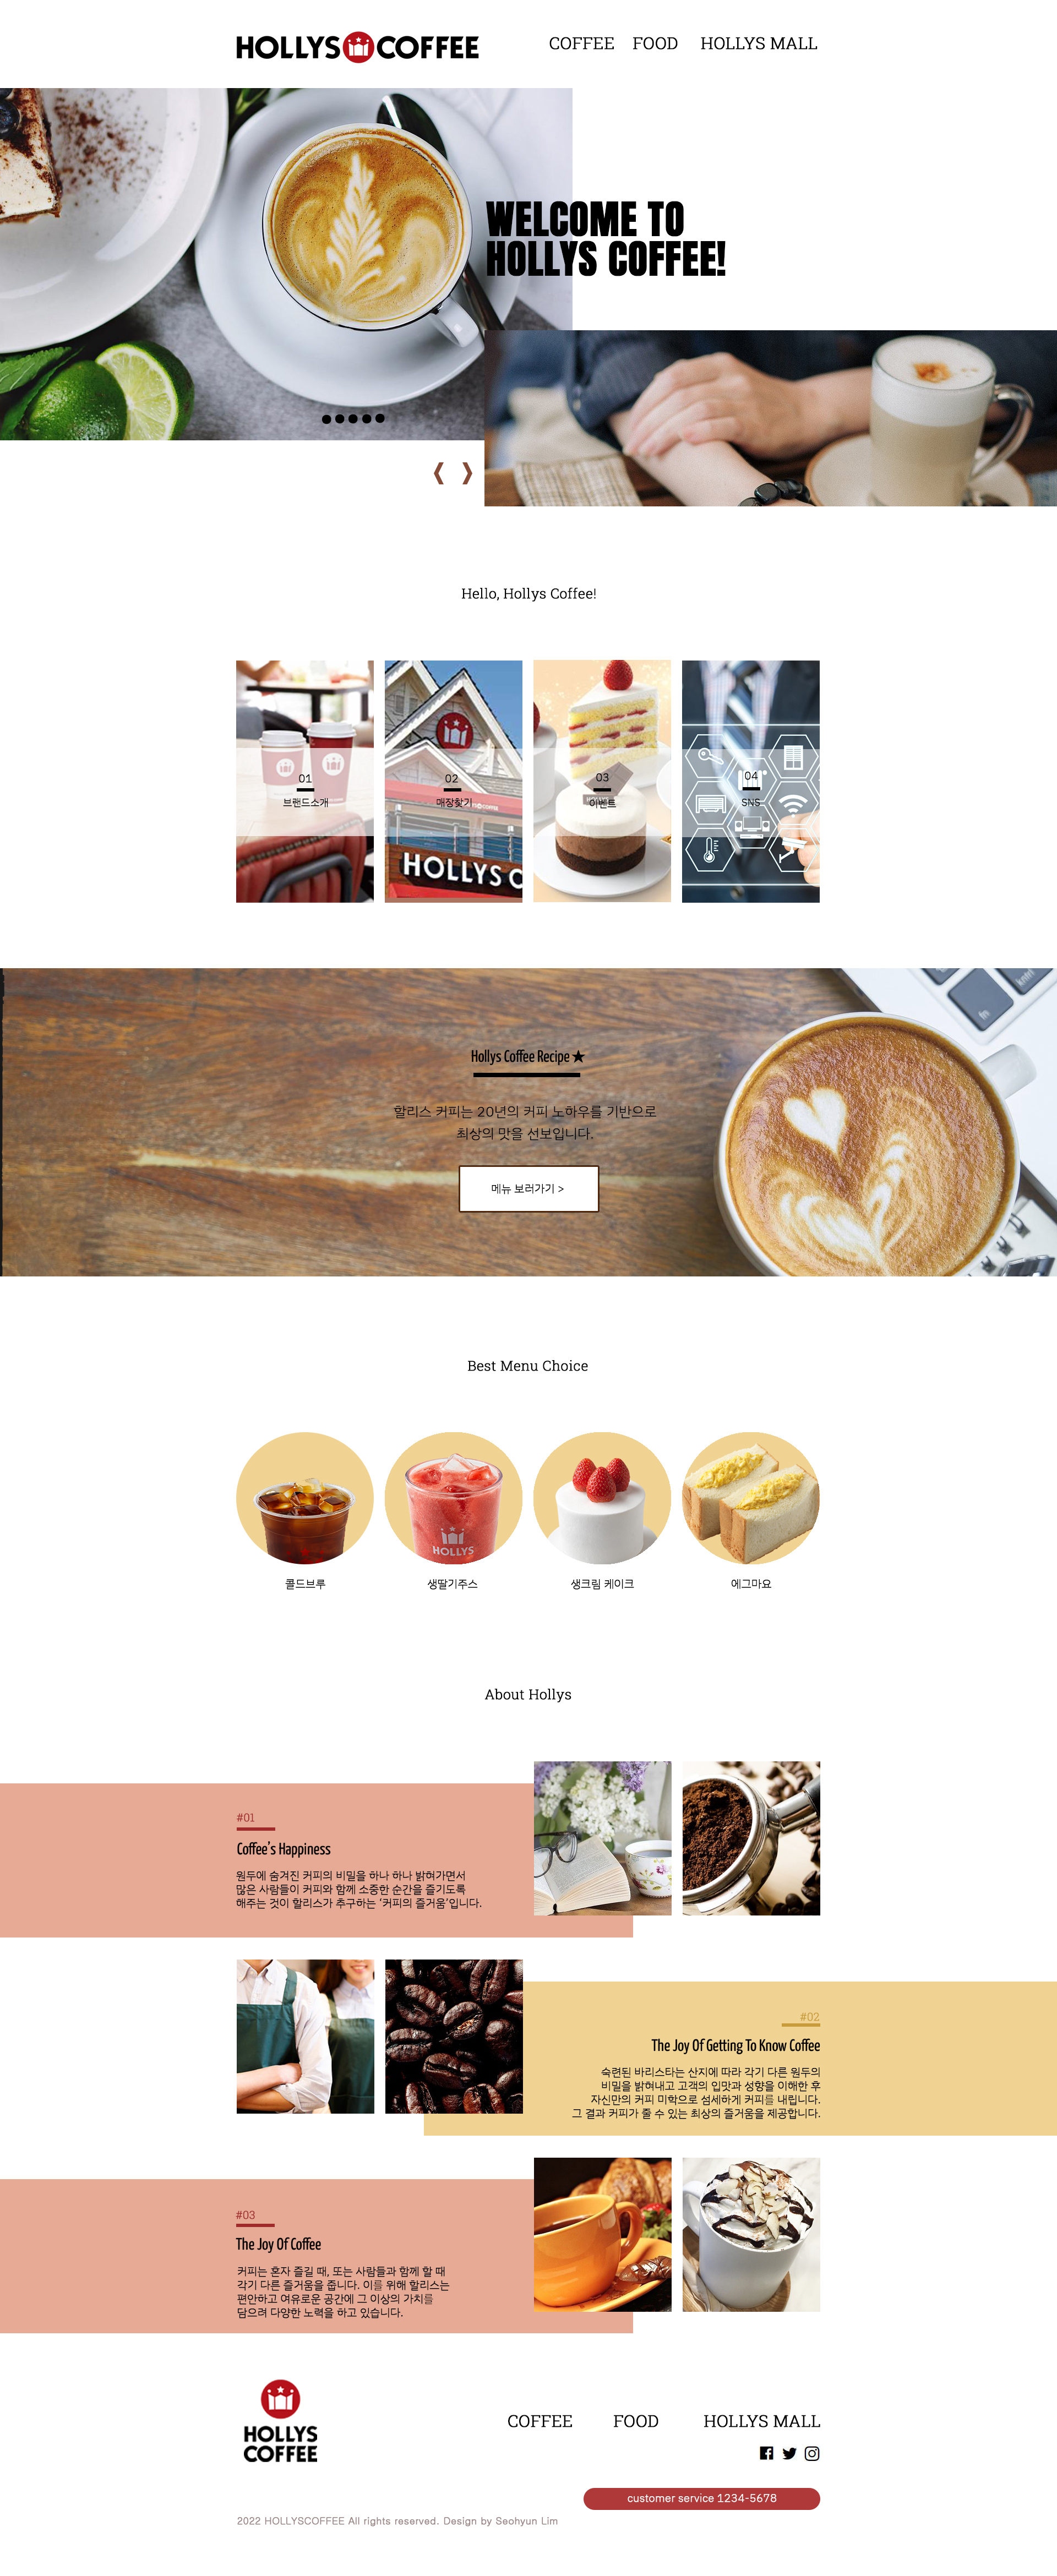 HOLLYS COFFEE
COFFEE FOOD HOLLYS MALL
WELCOME TO
HOLLYS COFFEE!
Hello, Hollys Coffee!
01
브랜드소개
02
매장찾기
03
이벤트
04
SNS
HOLLYS C
fn
Hollys Coffee Recipe★
할리스 커피는 20년의 커피 노하우를 기반으로
최상의 맛을 선보입니다.
메뉴 보러가기 >
Best Menu Choice
HOLLYS
콜드브루
생딸기주스
생크림 케이크
에그마요
About Hollys
#01
Coffee's Happiness
원두에 숨겨진 커피의 비밀을 하나 하나 밝혀가면서
많은 사람들이 커피와 함께 소중한 순간을 즐기도록
해주는 것이 할리스가 추구하는 '커피의 즐거움'입니다.
#02
The Joy Of Getting To Know Coffee
숙련된 바리스타는 산지에 따라 각기 다른 원두의
비밀을 밝혀내고 고객의 입맛과 성향을 이해한 후
자신만의 커피 미학으로 섬세하게 커피를 내립니다.
그 결과 커피가 줄 수 있는 최상의 즐거움을 제공합니다.
#03
The Joy Of Coffee
커피는 혼자 즐길 때, 또는 사람들과 함께 할 때
각기 다른 즐거움을 줍니다. 이를 위해 할리스는
편안하고 여유로운 공간에 그 이상의 가치를
담으려 다양한 노력을 하고 있습니다.
HOLLYS
COFFEE
COFFEE FOOD HOLLYS MALL
customer service 1234-5678
2022 HOLLYSCOFFEE All rights reserved. Design by Seohyun Lim